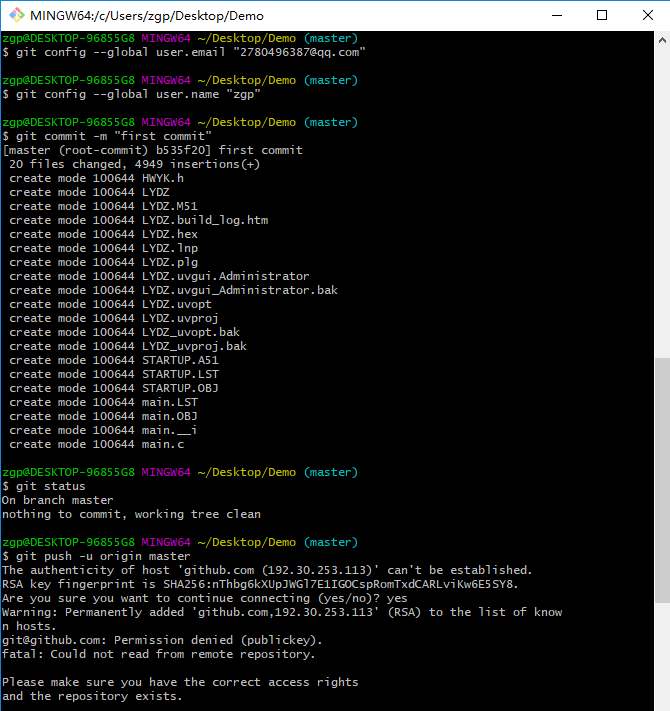 MINGW64:/c/Users/zgp/Desktop/Demo
zgp@DESKTOP-96855G8 MINGW64 ~/Desktop/Demo (master)
$ git config --global user.email "2780496387@qq.com"
zgp@DESKTOP-96855G8 MINGW64 ~/Desktop/Demo (master)
$ git config --global user.name "zgp"
zgp@DESKTOP-96855G8 MINGW64 ~/Desktop/Demo (master)
$ git commit -m "first commit"
[master (root-commit) b535f20] first commit
 20 files changed, 4949 insertions(+)
 create mode 100644 HWYK.h
 create mode 100644 LYDZ
 create mode 100644 LYDZ.M51
 create mode 100644 LYDZ.build_log.htm
 create mode 100644 LYDZ.hex
 create mode 100644 LYDZ.lnp
 create mode 100644 LYDZ.plg
 create mode 100644 LYDZ.uvgui.Administrator
 create mode 100644 LYDZ.uvgui_Administrator.bak
 create mode 100644 LYDZ.uvopt
 create mode 100644 LYDZ.uvproj
 create mode 100644 LYDZ_uvopt.bak
 create mode 100644 LYDZ_uvproj.bak
 create mode 100644 STARTUP.A51
 create mode 100644 STARTUP.LST
 create mode 100644 STARTUP.OBJ
 create mode 100644 main.LST
 create mode 100644 main.OBJ
 create mode 100644 main.__i
 create mode 100644 main.c
zgp@DESKTOP-96855G8 MINGW64 ~/Desktop/Demo (master)
$ git status
On branch master
nothing to commit, working tree clean
zgp@DESKTOP-96855G8 MINGW64 ~/Desktop/Demo (master)
$ git push -u origin master
The authenticity of host 'github.com (192.30.253.113)' can't be established.
RSA key fingerprint is SHA256:nThbg6kXUpJWGl7E1IGOCspRomTxdCARLviKw6E5SY8.
Are you sure you want to continue connecting (yes/no)? yes
Warning: Permanently added 'github.com,192.30.253.113' (RSA) to the list of know
n hosts.
git@github.com: Permission denied (publickey).
fatal: Could not read from remote repository.
Please make sure you have the correct access rights
and the repository exists.